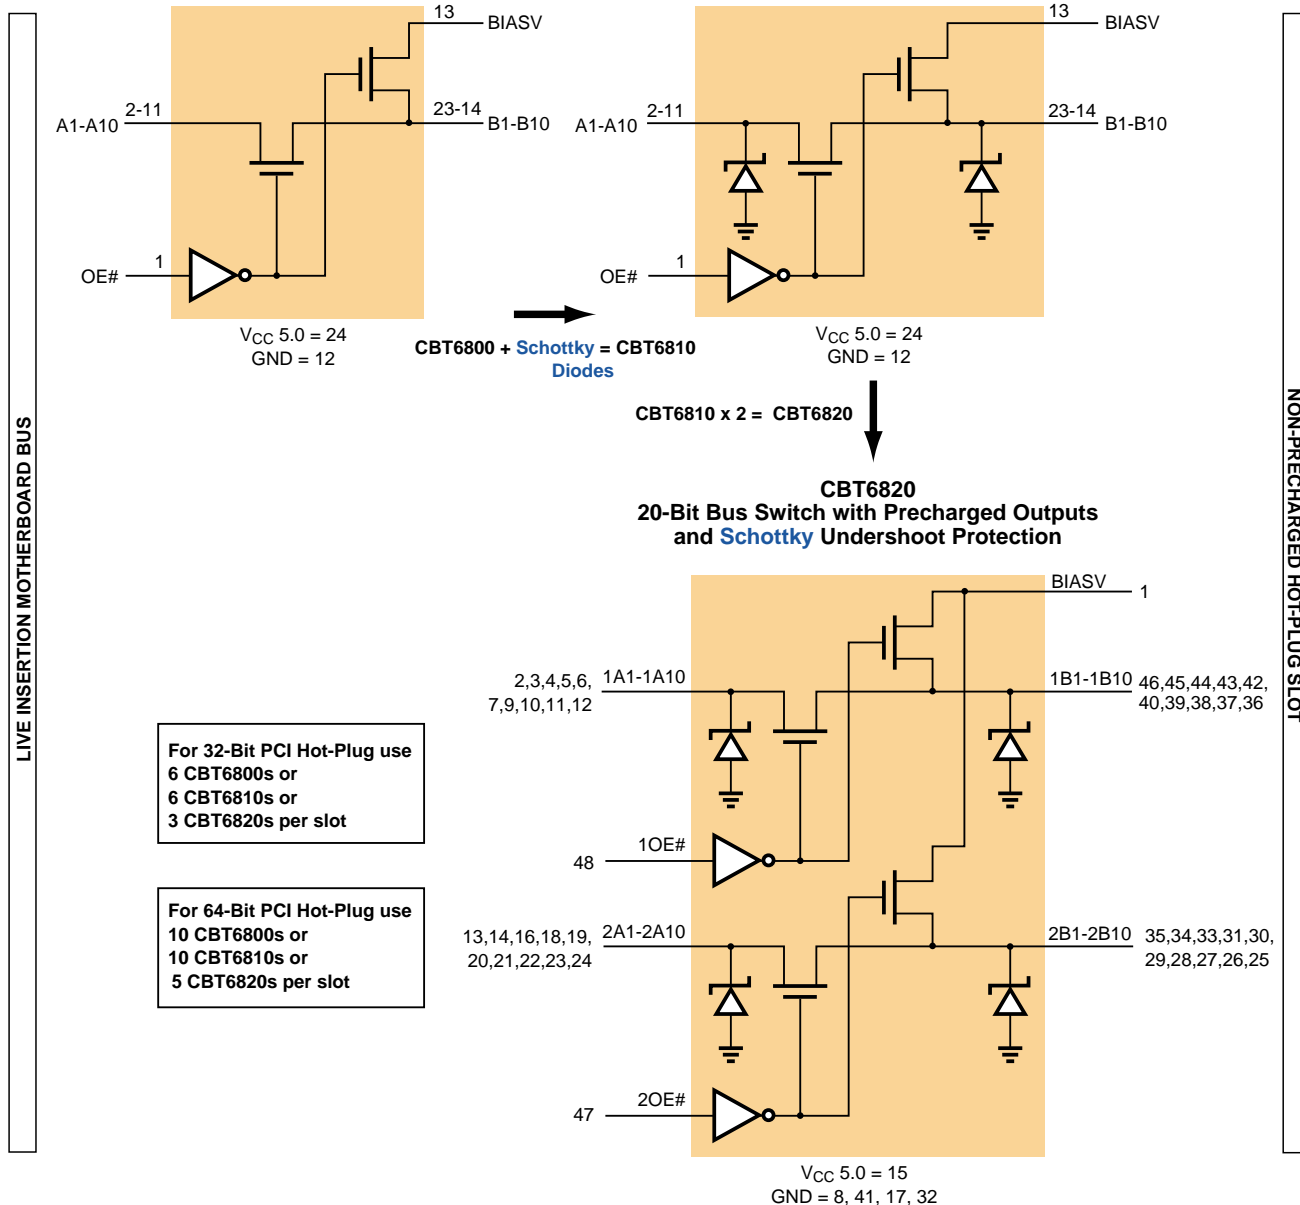 LIVE INSERTION MOTHERBOARD BUS
13
BIASV
2-11
A1-A10
23-14
B1-B10
1
OE#
VCC 5.0 = 24
GND = 12
13
BIASV
2-11
A1-A10
23-14
B1-B10
1
OE#
VCC 5.0 = 24
GND = 12
CBT6800 + Schottky = CBT6810
Diodes
CBT6810 x 2 = CBT6820
CBT6820
20-Bit Bus Switch with Precharged Outputs
and Schottky Undershoot Protection
BIASV
1
2,3,4,5,6,
7,9,10,11,12
1A1-1A10
1B1-1B10
46,45,44,43,42,
40,39,38,37,36
48
1OE#
13,14,16,18,19,
20,21,22,23,24
2A1-2A10
2B1-2B10
35,34,33,31,30,
29,28,27,26,25
47
2OE#
VCC 5.0 = 15
GND = 8, 41, 17, 32
For 32-Bit PCI Hot-Plug use
6 CBT6800s or
6 CBT6810s or
3 CBT6820s per slot
For 64-Bit PCI Hot-Plug use
10 CBT6800s or
10 CBT6810s or
5 CBT6820s per slot
NON-PRECHARGED HOT-PLUG SLOT